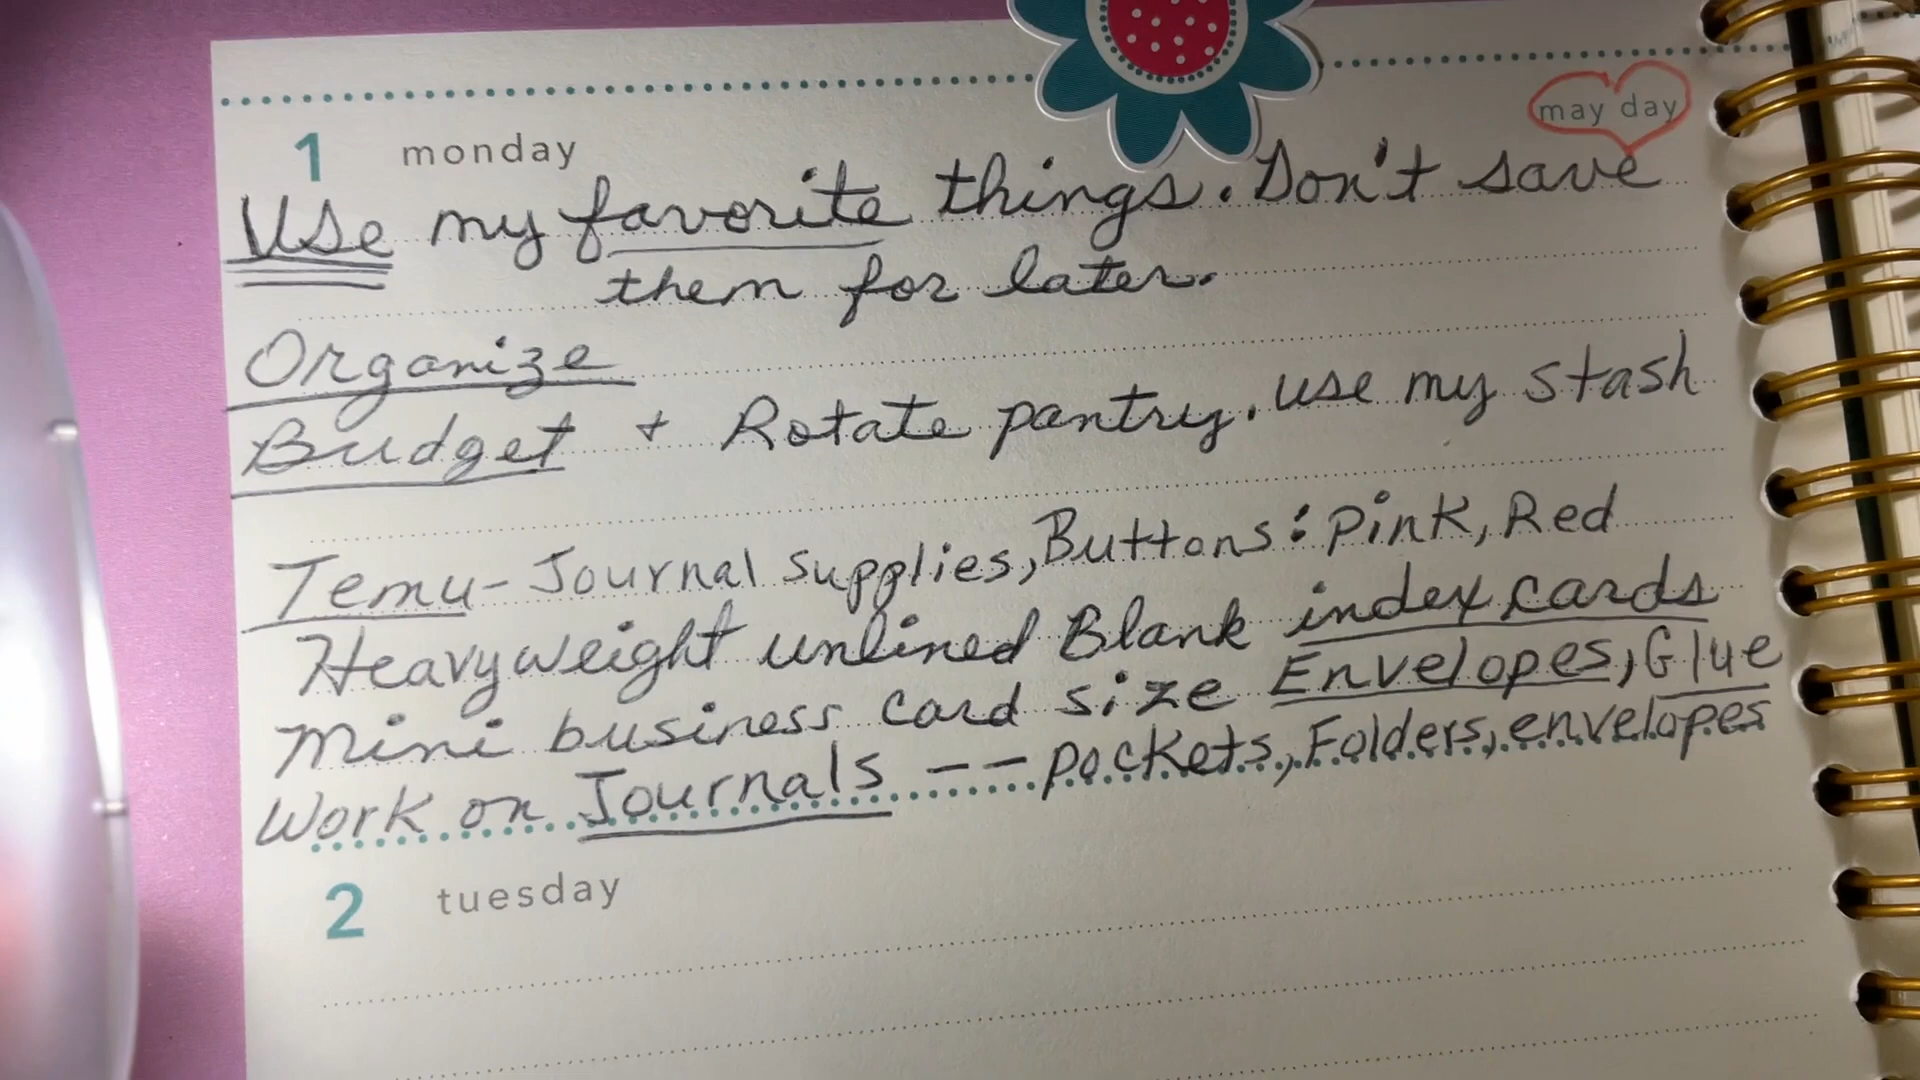 may day
1 monday
Use my favorite things. Don't save
them for later.
Organize
Budget + Rotate pantry. use my stash
Temu - Journal supplies, Buttons: Pink, Red
Heavyweight unlined Blank index cards
Mini business card size Envelopes, Glue
Work on Journals -- pockets, Folders, envelopes
2 tuesday